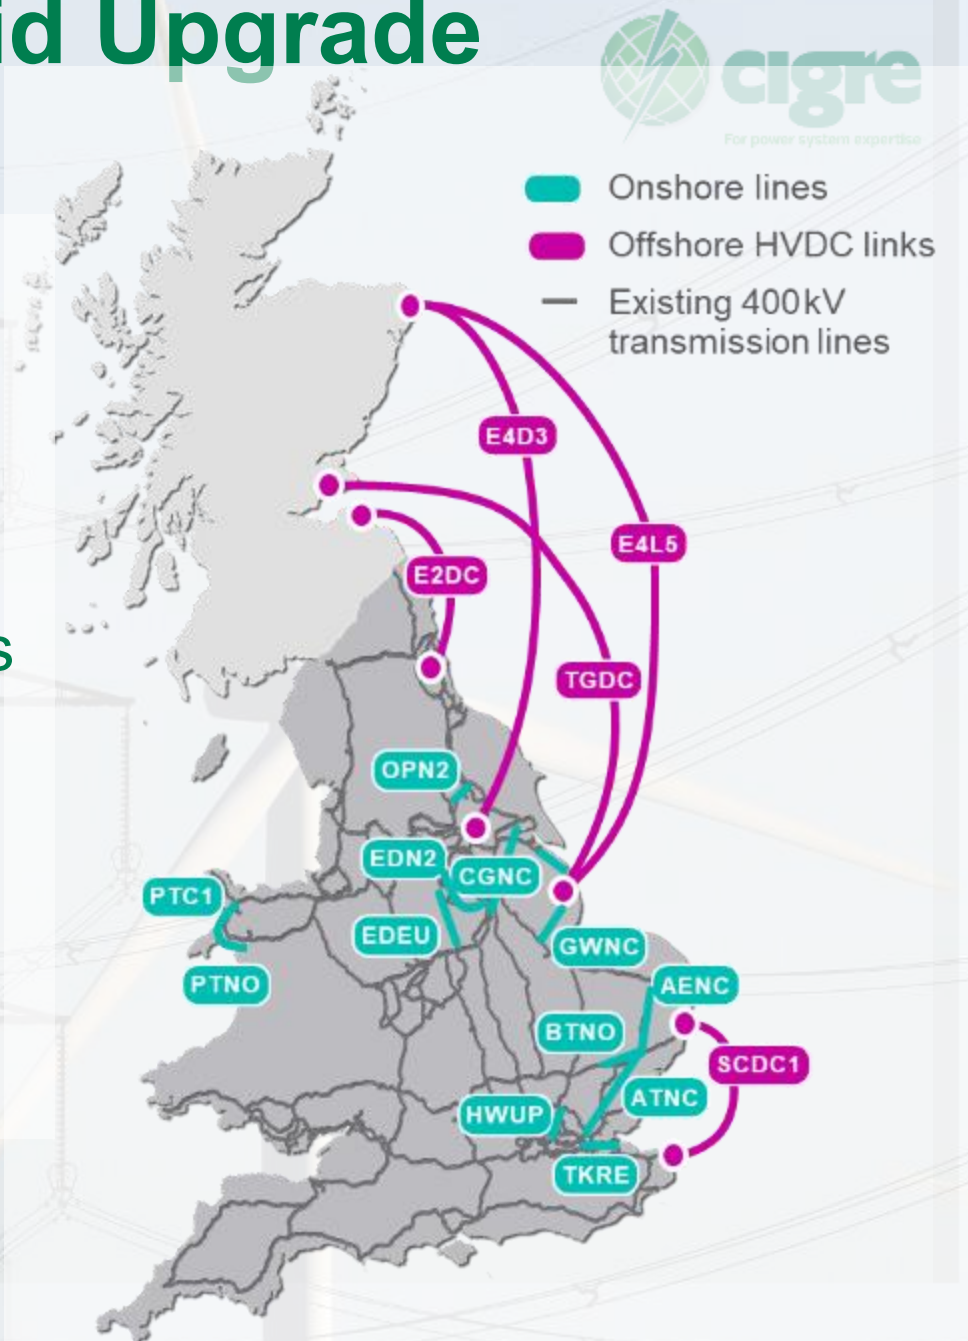 id Upgrade
cigre
For power system expertise
Onshore lines
Offshore HVDC links
Existing 400kV
transmission lines
E4D3
E4L5
E2DC
s
TGDC
OPN2
EDN2
CGNC
PTC1
EDEU
GWNC
PTNO
AENC
BTNO
SCDC1
ATNC
HWUP
TKRE